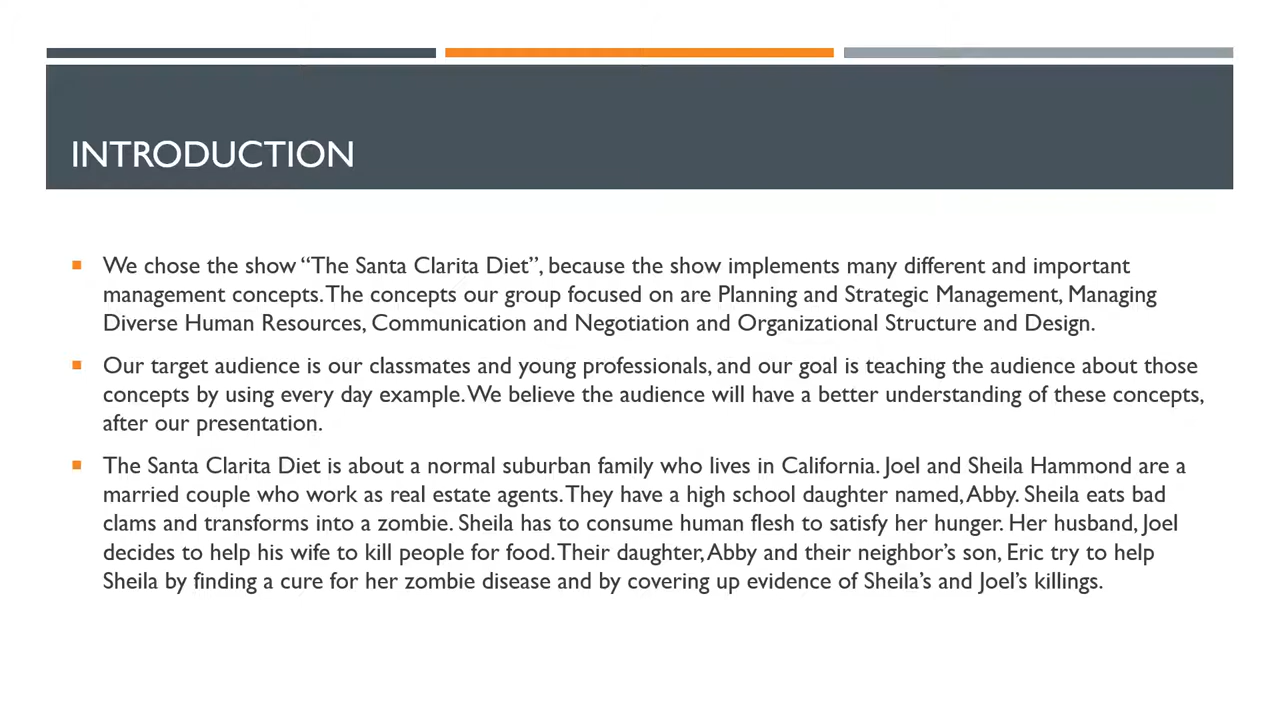 INTRODUCTION
We chose the show “The Santa Clarita Diet”, because the show implements many different and important
management concepts. The concepts our group focused on are Planning and Strategic Management, Managing
Diverse Human Resources, Communication and Negotiation and Organizational Structure and Design.
Our target audience is our classmates and young professionals, and our goal is teaching the audience about those
concepts by using every day example. We believe the audience will have a better understanding of these concepts,
after our presentation.
The Santa Clarita Diet is about a normal suburban family who lives in California. Joel and Sheila Hammond are a
married couple who work as real estate agents. They have a high school daughter named, Abby. Sheila eats bad
clams and transforms into a zombie. Sheila has to consume human flesh to satisfy her hunger. Her husband, Joel
decides to help his wife to kill people for food. Their daughter, Abby and their neighbor’s son, Eric try to help
Sheila by finding a cure for her zombie disease and by covering up evidence of Sheila’s and Joel’s killings.